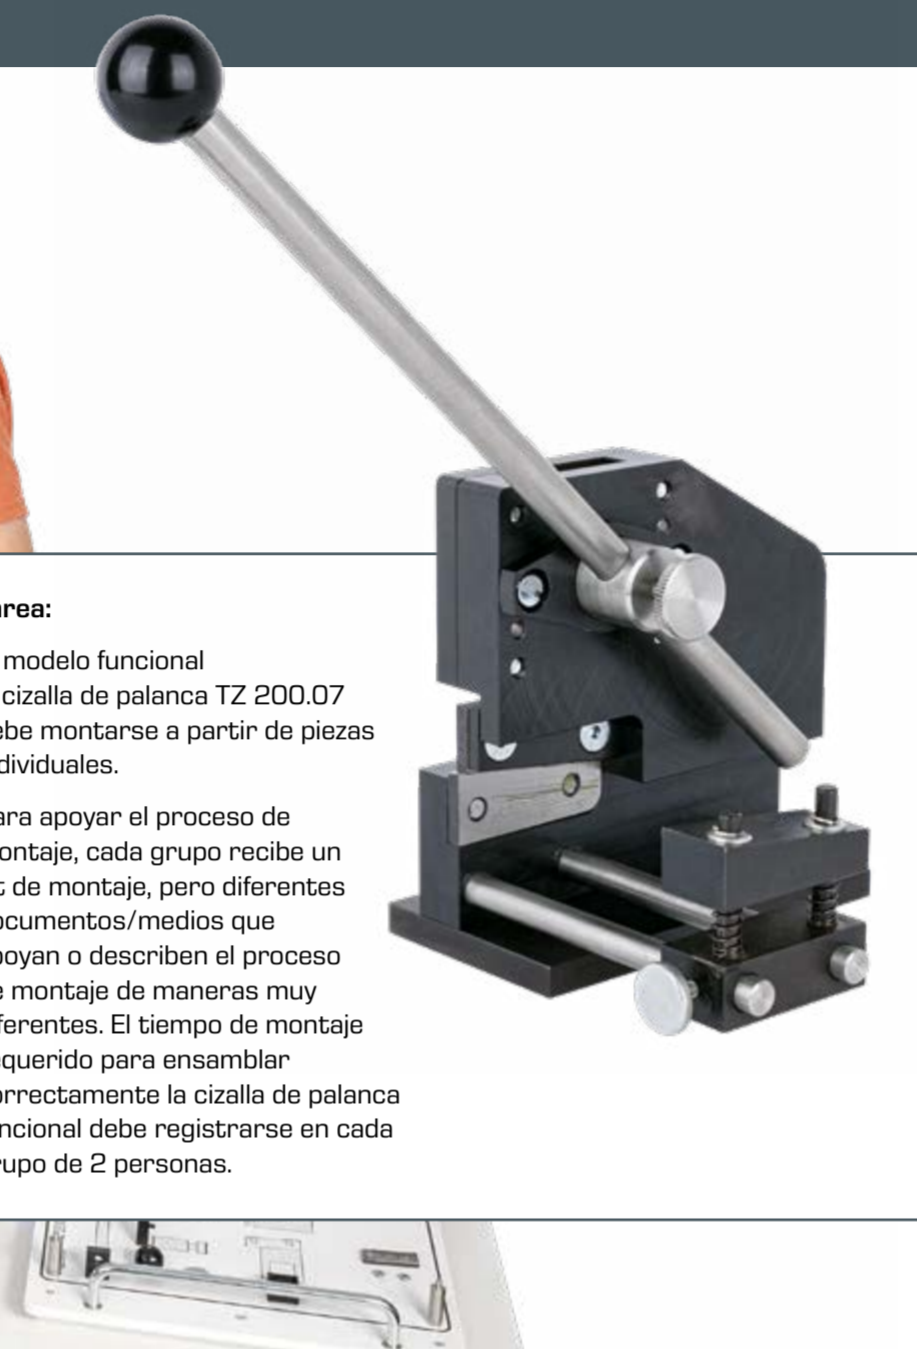 area:
modelo funcional
cizalla de palanca TZ 200.07
ebe montarse a partir de piezas
dividuales.
ara apoyar el proceso de
ontaje, cada grupo recibe un
t de montaje, pero diferentes
ocumentos/medios que
poyan o describen el proceso
e montaje de maneras muy
ferentes. El tiempo de montaje
equerido para ensamblar
orrectamente la cizalla de palanca
ncional debe registrarse en cada
rupo de 2 personas.